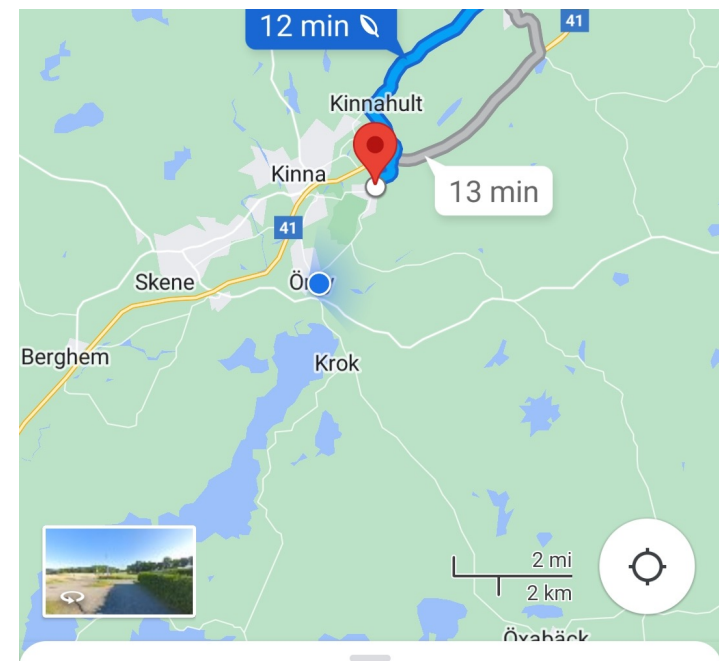 12 min
41
Kinnahult
Kinna
13 min
41
Skene
Berghem
Krok
2 mi
2 km
Öxabäck